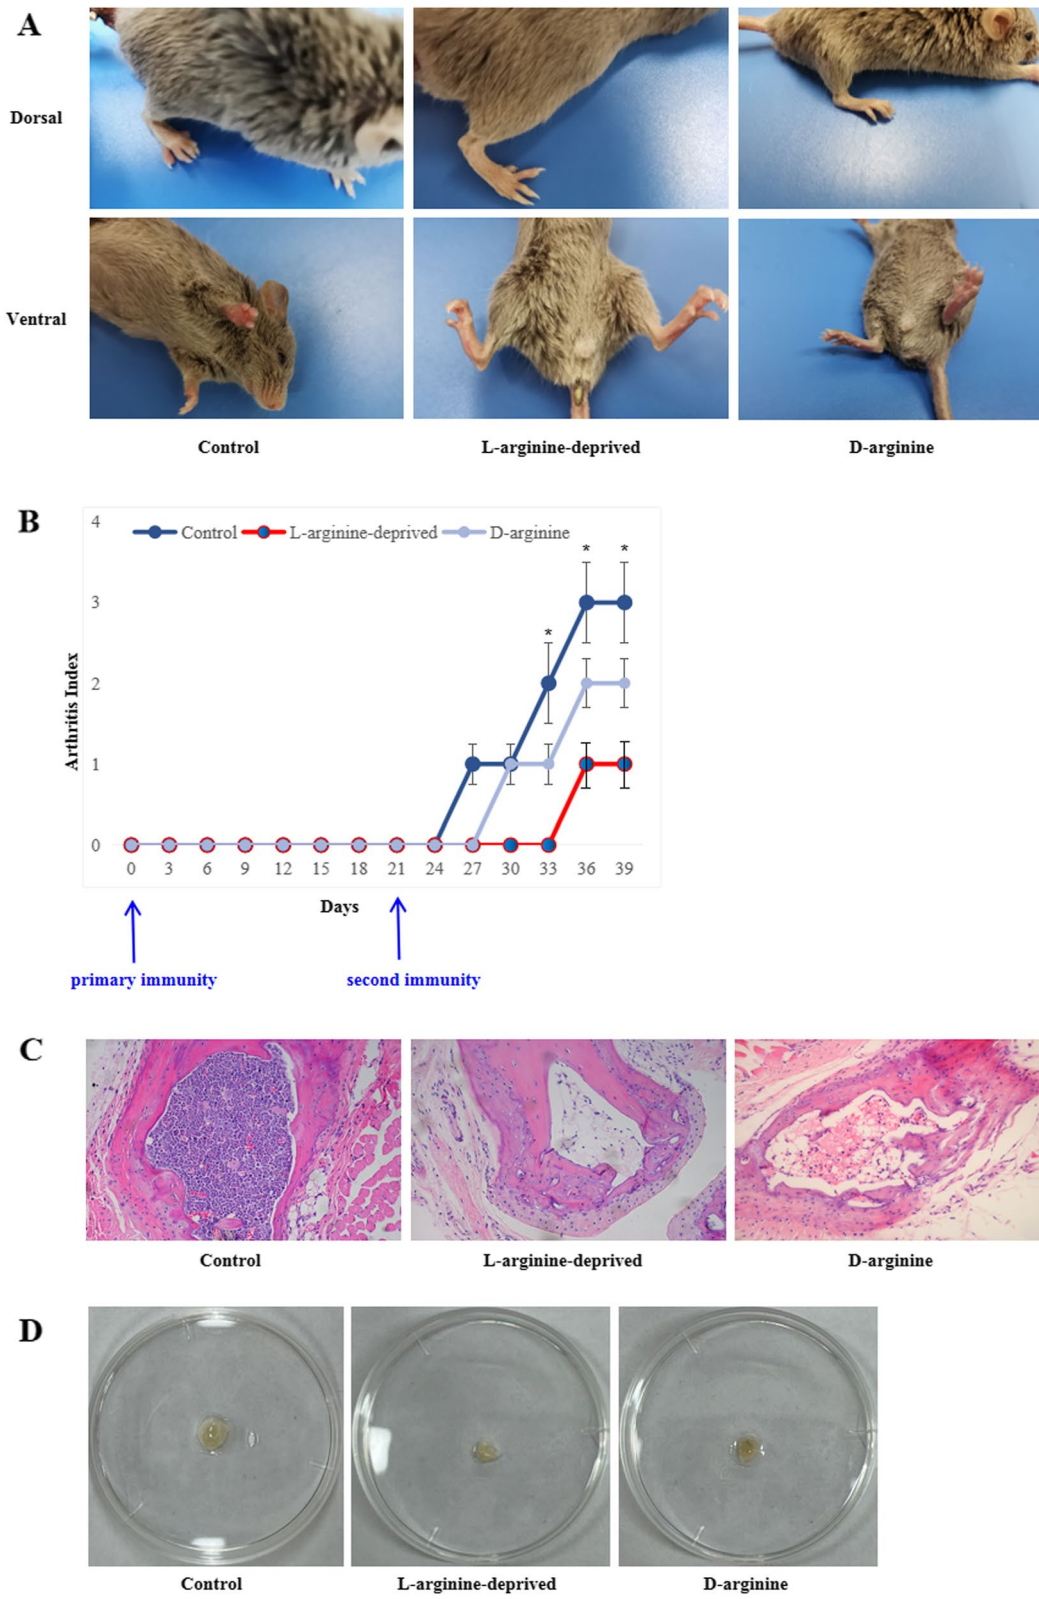 A
Dorsal
Ventral
Control
L-arginine-deprived
D-arginine
B
4
Control
L-arginine-deprived
D-arginine
*
*
3
*
2
Arthritis Index
1
0
0 3 6 9 12 15 18 21 24 27 30 33 36 39
Days
primary immunity
second immunity
C
Control
L-arginine-deprived
D-arginine
D
Control
L-arginine-deprived
D-arginine